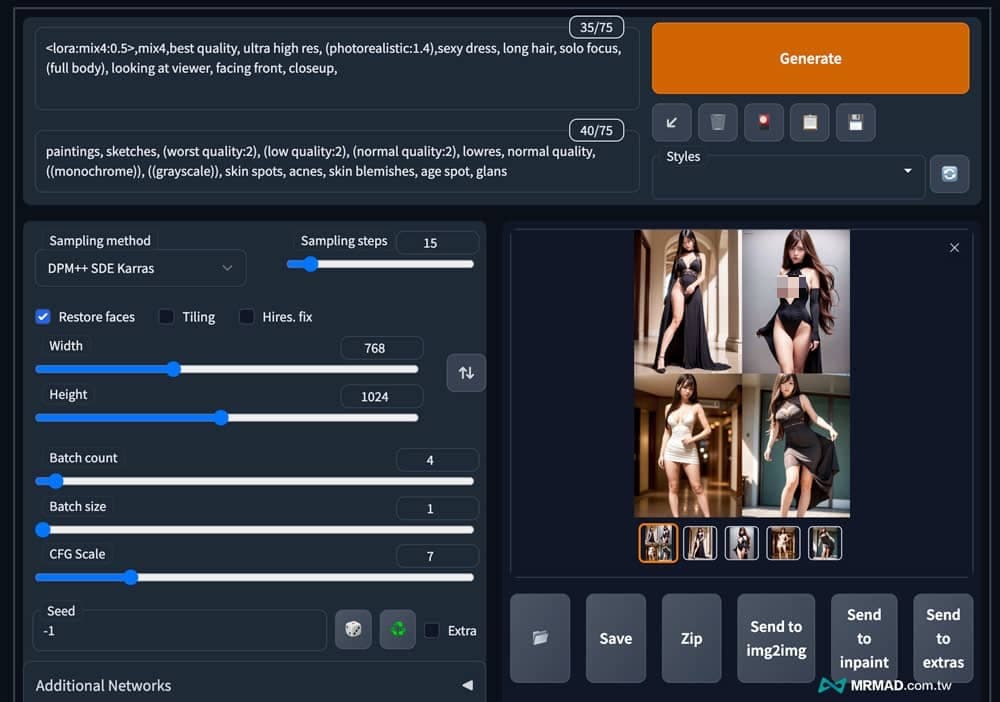 35/75
<lora:mix4:0.5>,mix4,best quality, ultra high res, (photorealistic:1.4),sexy dress, long hair, solo focus,
(full body), looking at viewer, facing front, closeup,
Generate
40/75
paintings, sketches, (worst quality:2), (low quality:2), (normal quality:2), lowres, normal quality,
((monochrome)), ((grayscale)), skin spots, acnes, skin blemishes, age spot, glans
Styles
Sampling method
DPM++ SDE Karras
Sampling steps
15
Restore faces
Tiling
Hires. fix
Width
768
Height
1024
Batch count
4
Batch size
1
CFG Scale
7
Seed
-1
Extra
Additional Networks
Save
Zip
Send to
img2img
Send
to
inpaint
Send
to
extras
MRMAD.com.tw